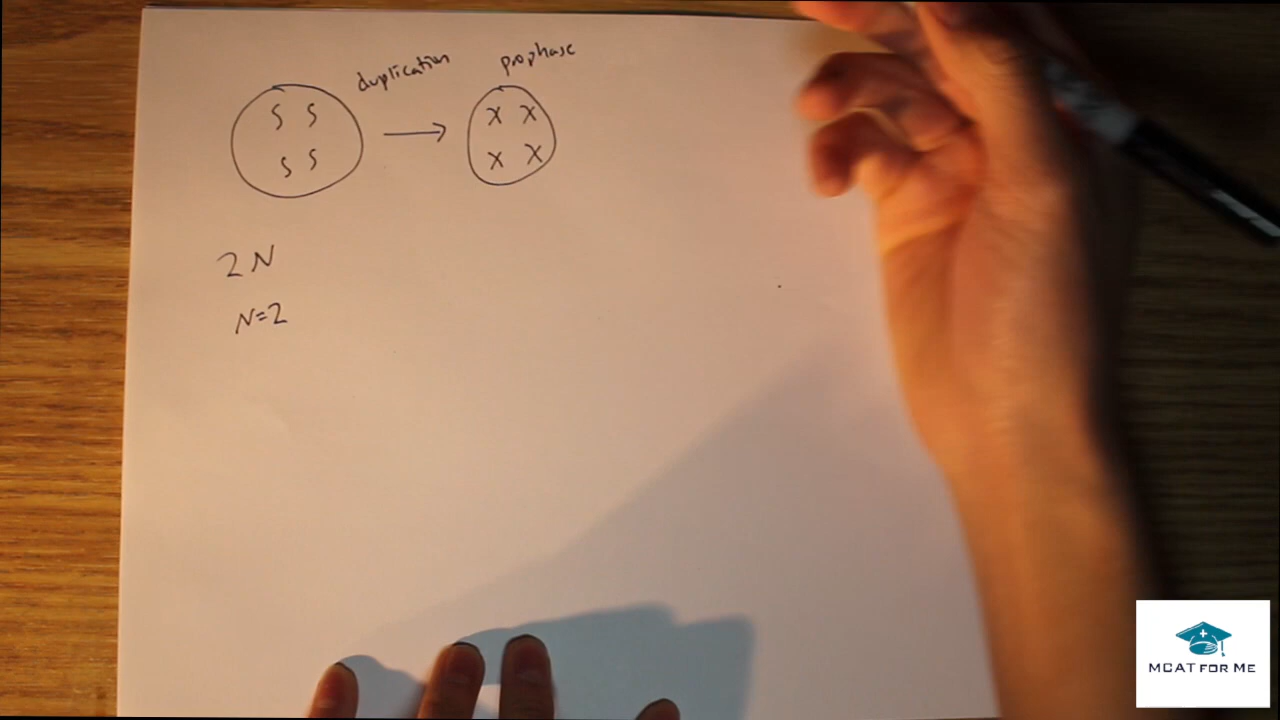 duplication
prophase
S S
S S
X X
X X
2N
N=2
MCAT FOR ME